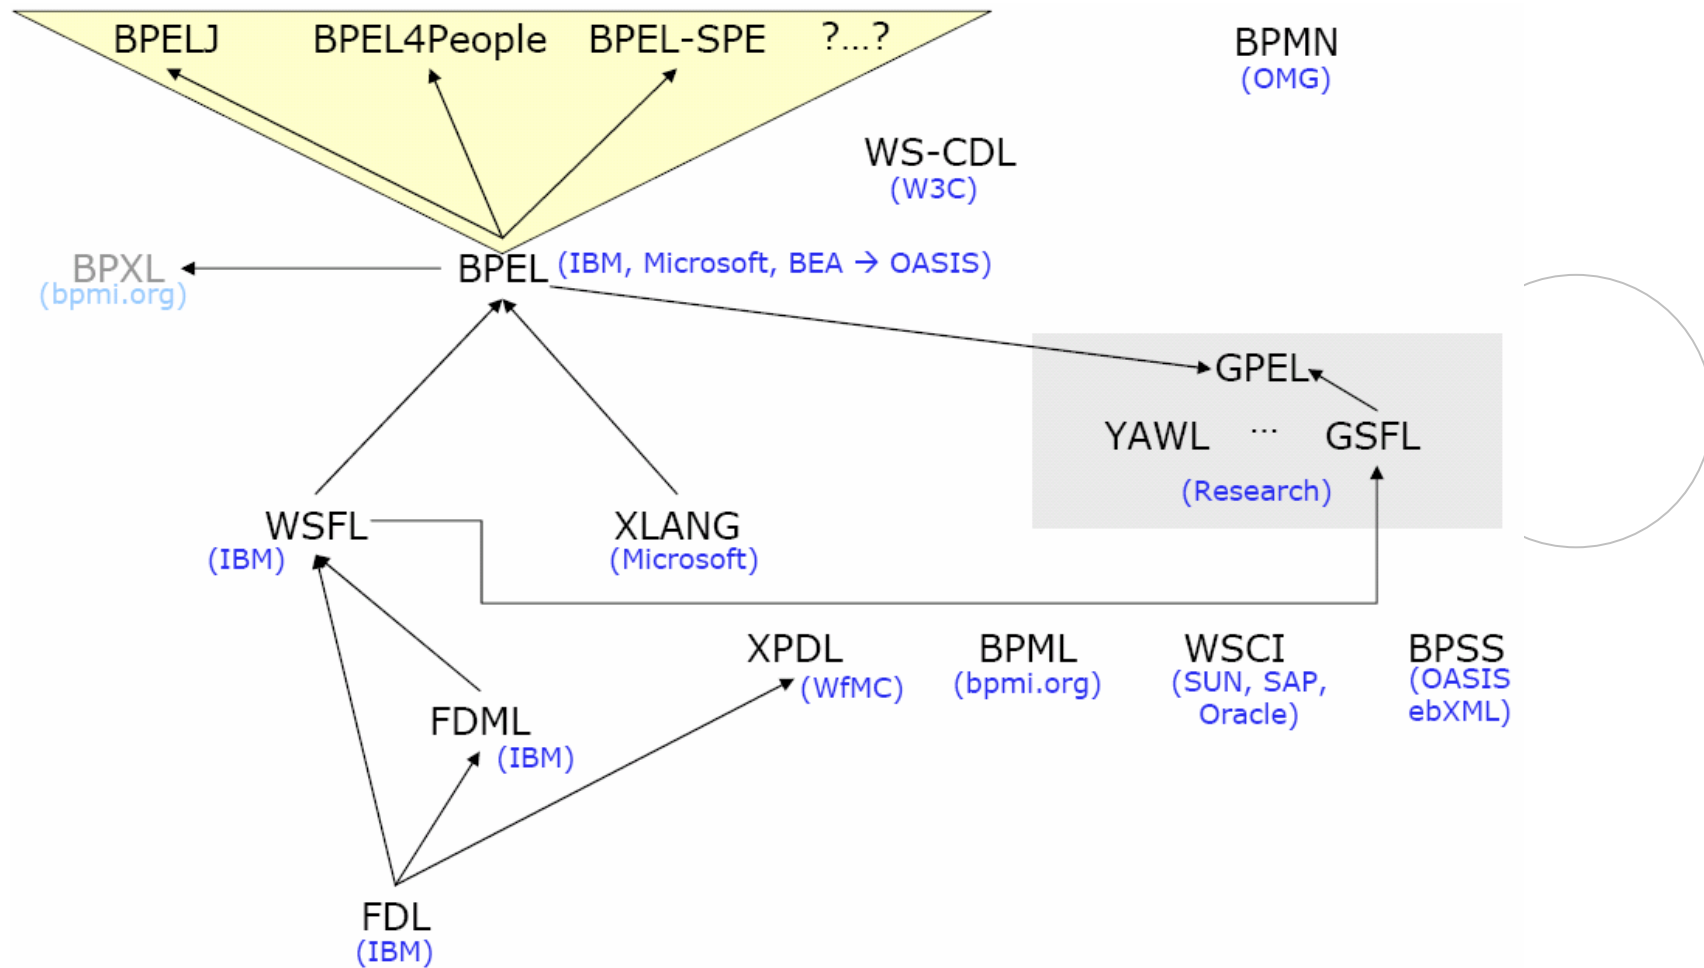 BPELJ BPEL4People BPEL-SPE ?...?
BPMN
(OMG)
WS-CDL
(W3C)
BPXL
(bpmi.org)
BPEL (IBM, Microsoft, BEA → OASIS)
GPEL
YAWL ... GSFL
(Research)
WSFL
(IBM)
XLANG
(Microsoft)
XPDL
(WfMC)
BPML
(bpmi.org)
WSCI
(SUN, SAP,
Oracle)
BPSS
(OASIS
ebXML)
FDML
(IBM)
FDL
(IBM)